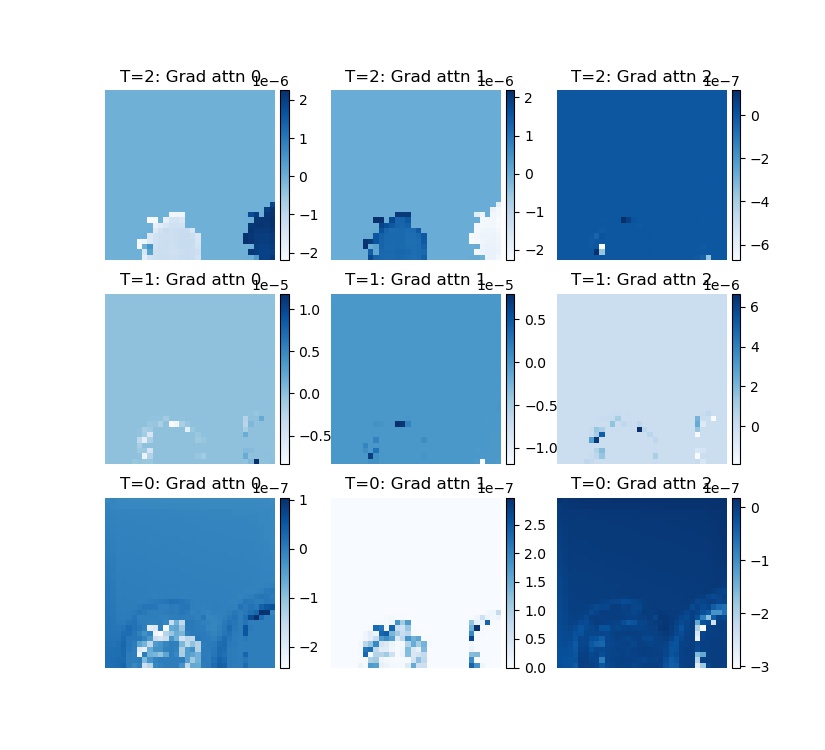 T=2: Grad attn 0 1e−6 T=2: Grad attn 1 1e−6 T=2: Grad attn 2 1e−7
2 2 0
1 1 −2
0 0 −4
−1 −1 −6
−2 −2
T=1: Grad attn 0 1e−5 T=1: Grad attn 1 1e−5 T=1: Grad attn 2 1e−6
1.0 0.5 6
0.5 0.0 4
0.0 −0.5 2
−0.5 −1.0 0
T=0: Grad attn 0 1e−7 T=0: Grad attn 1 1e−7 T=0: Grad attn 2 1e−7
1 2.5 0
0 2.0 −1
−1 1.5 −2
−2 1.0 −3
0.5
0.0